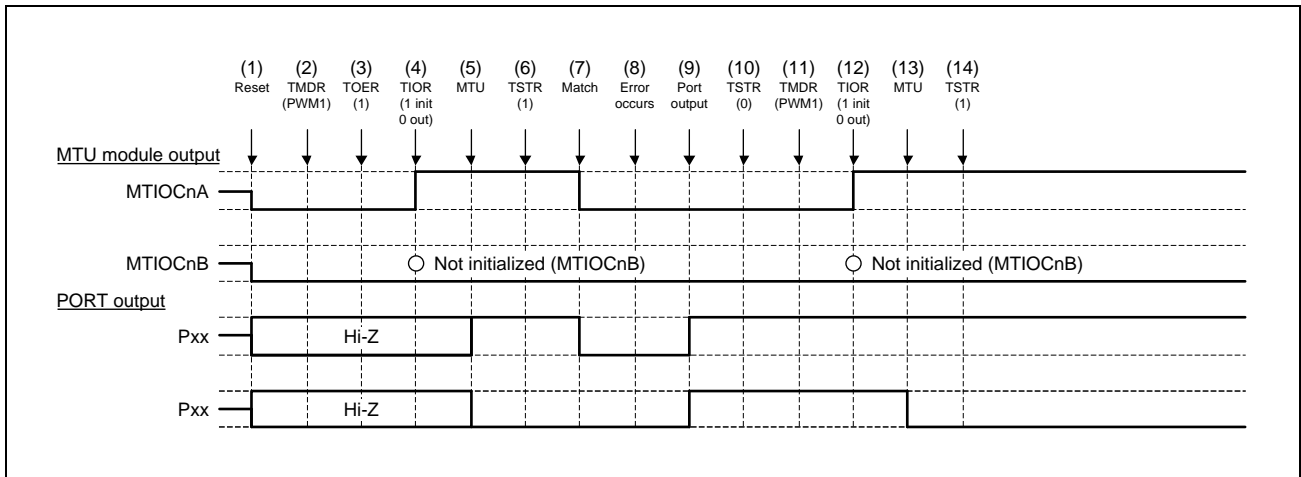 (1) (2) (3) (4) (5) (6) (7) (8) (9) (10) (11) (12) (13) (14)
Reset TMDR TOER TIOR MTU TSTR Match Error Port TSTR TMDR TIOR MTU TSTR
(PWM1) (1) (1 init (1) occurs output (0) (PWM1) (1 init (1)
0 out) 0 out)
MTU module output
MTIOCnA
MTIOCnB Not initialized (MTIOCnB) Not initialized (MTIOCnB)
PORT output
Pxx Hi-Z
Pxx Hi-Z